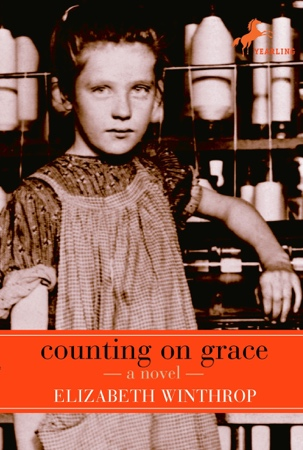 YEARLING
counting on grace
— a novel —
ELIZABETH WINTHROP